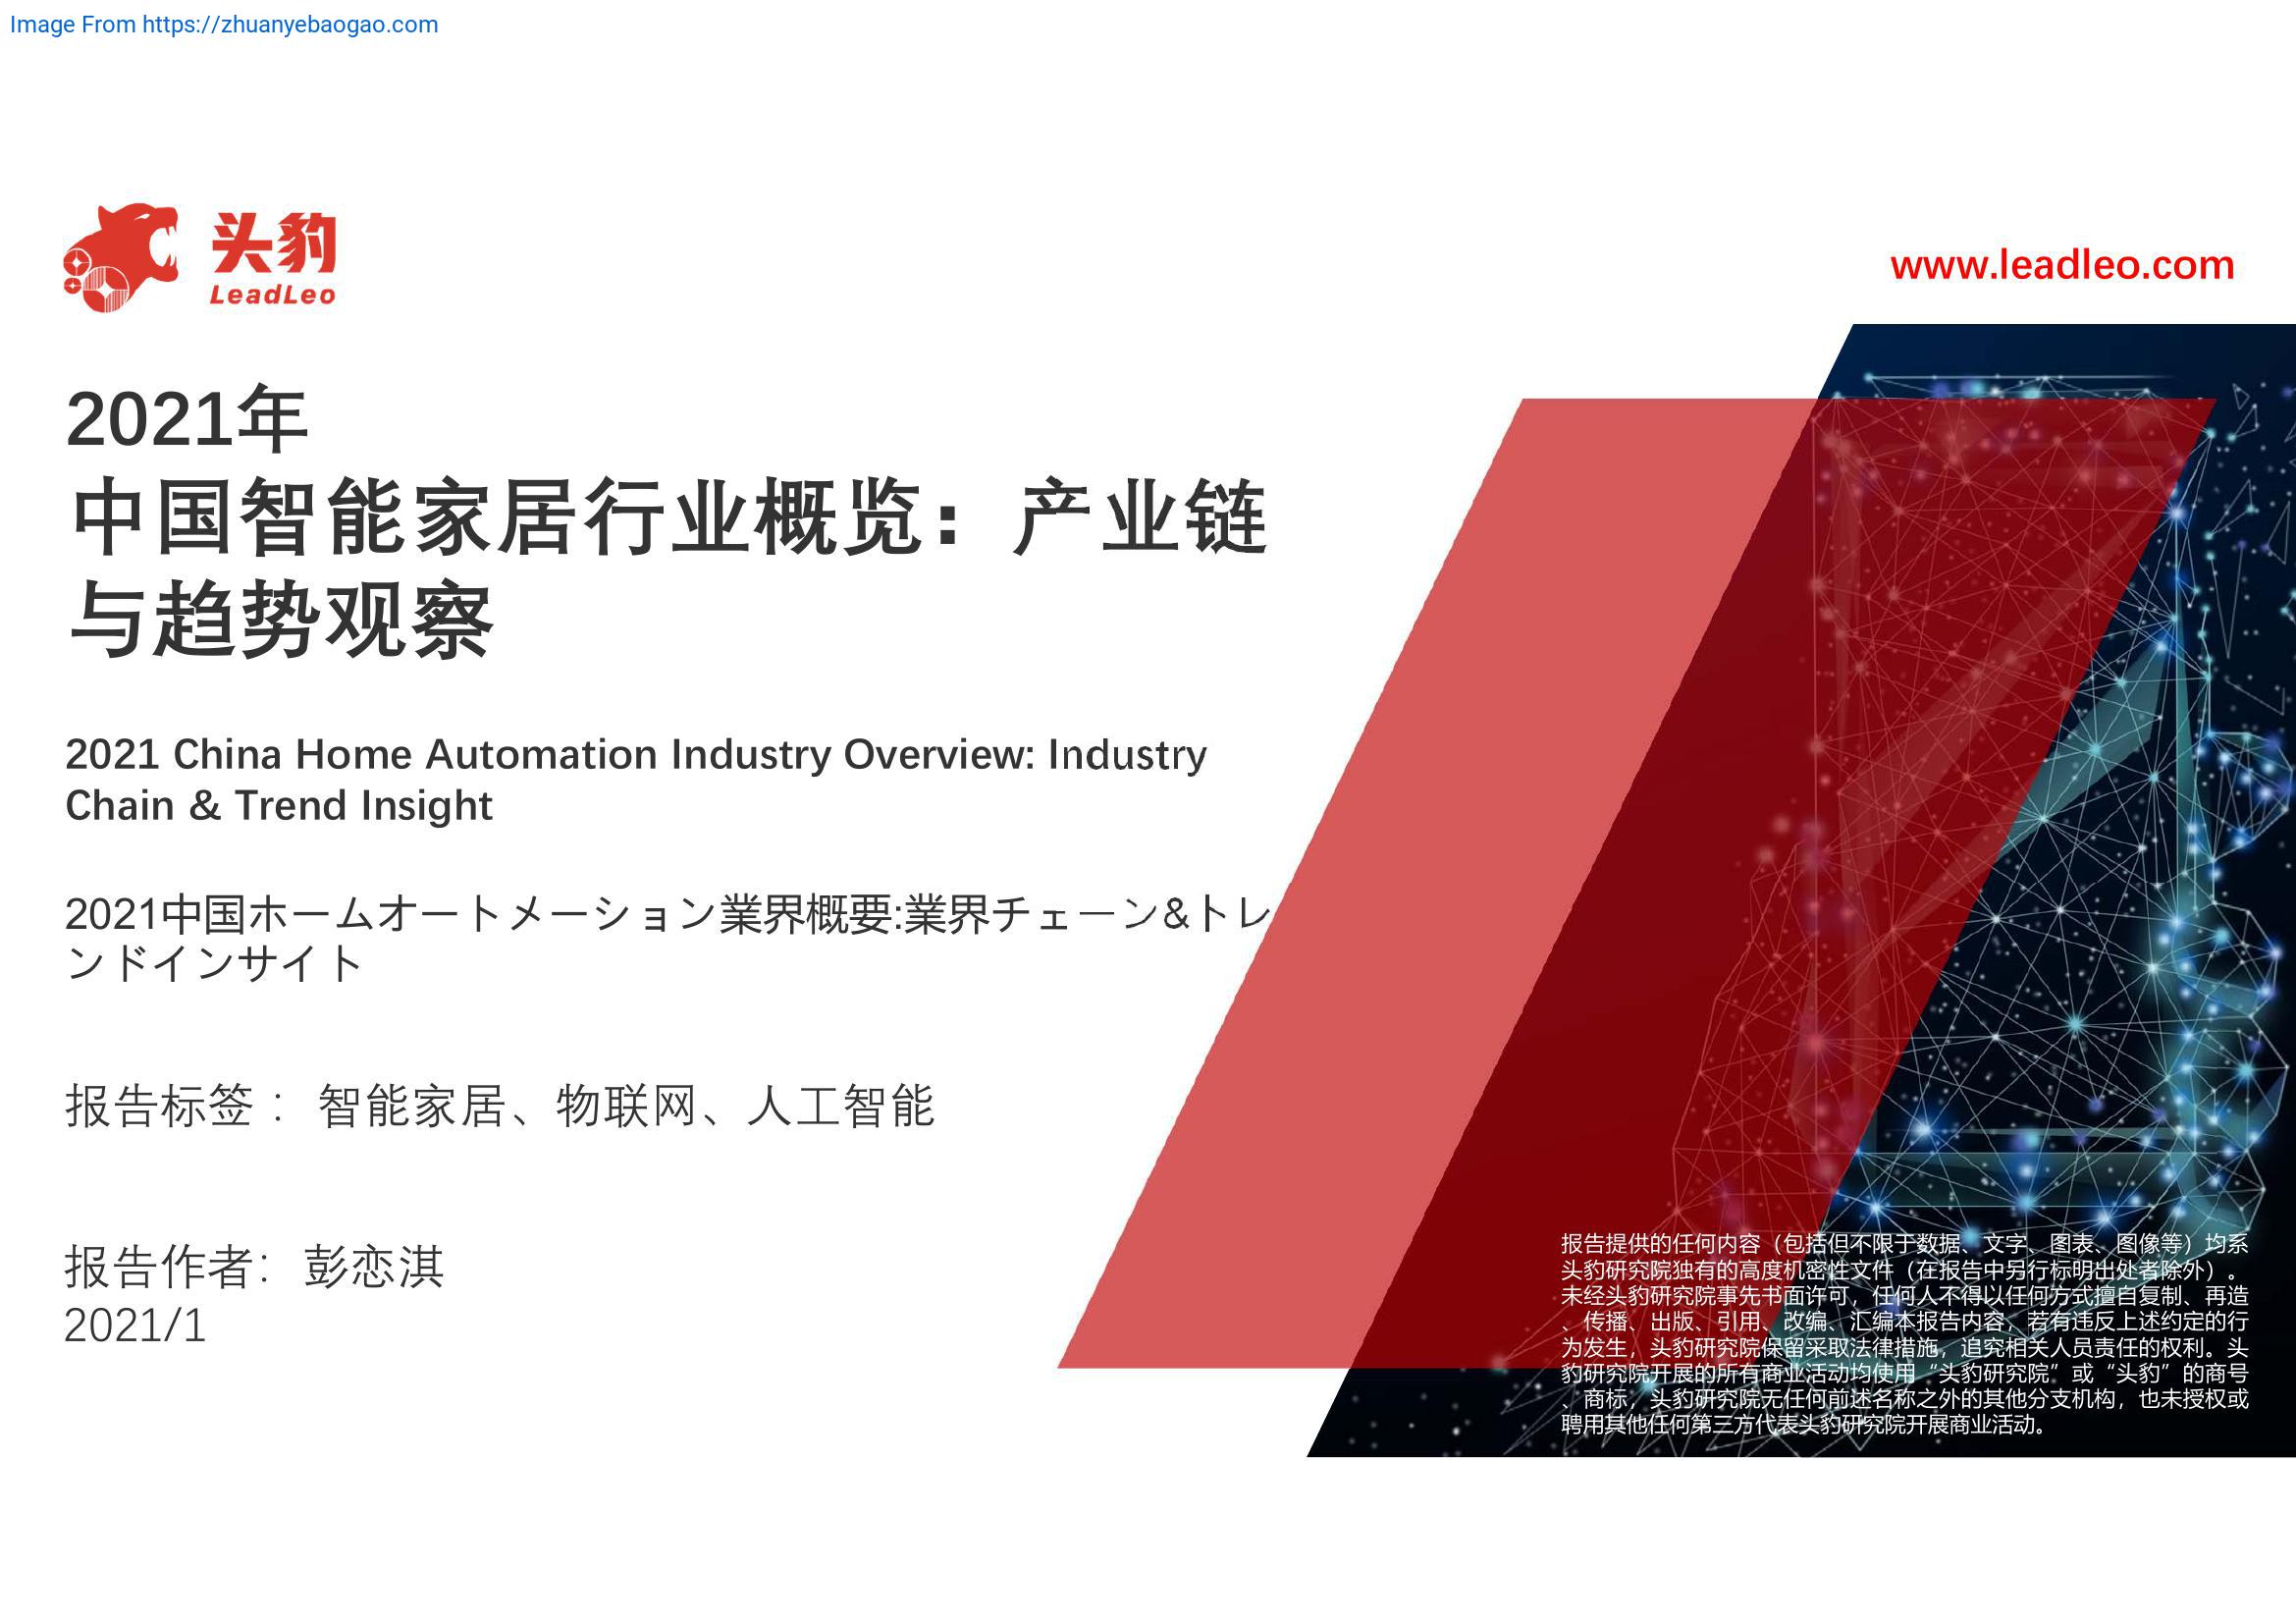 Image From https://zhuanyebaogao.com
头豹
LeadLeo
www.leadleo.com
2021年
中国智能家居行业概览：产业链
与趋势观察
2021 China Home Automation Industry Overview: Industry
Chain & Trend Insight
2021中国ホームオートメーション業界概要:業界チェーン&トレ
ンドインサイト
报告标签： 智能家居、物联网、人工智能
报告作者： 彭恋淇
2021/1
报告提供的任何内容（包括但不限于数据、文字、图表、图像等）均系
头豹研究院独有的高度机密性文件（在报告中另行标明出处者除外）。
未经头豹研究院事先书面许可，任何人不得以任何方式擅自复制、再造
、传播、出版、引用、改编、汇编本报告内容，若有违反上述约定的行
为发生，头豹研究院保留采取法律措施，追究相关人员责任的权利。头
豹研究院开展的所有商业活动均使用“头豹研究院”或“头豹”的商号
、商标，头豹研究院无任何前述名称之外的其他分支机构，也未授权或
聘用其他任何第三方代表头豹研究院开展商业活动。